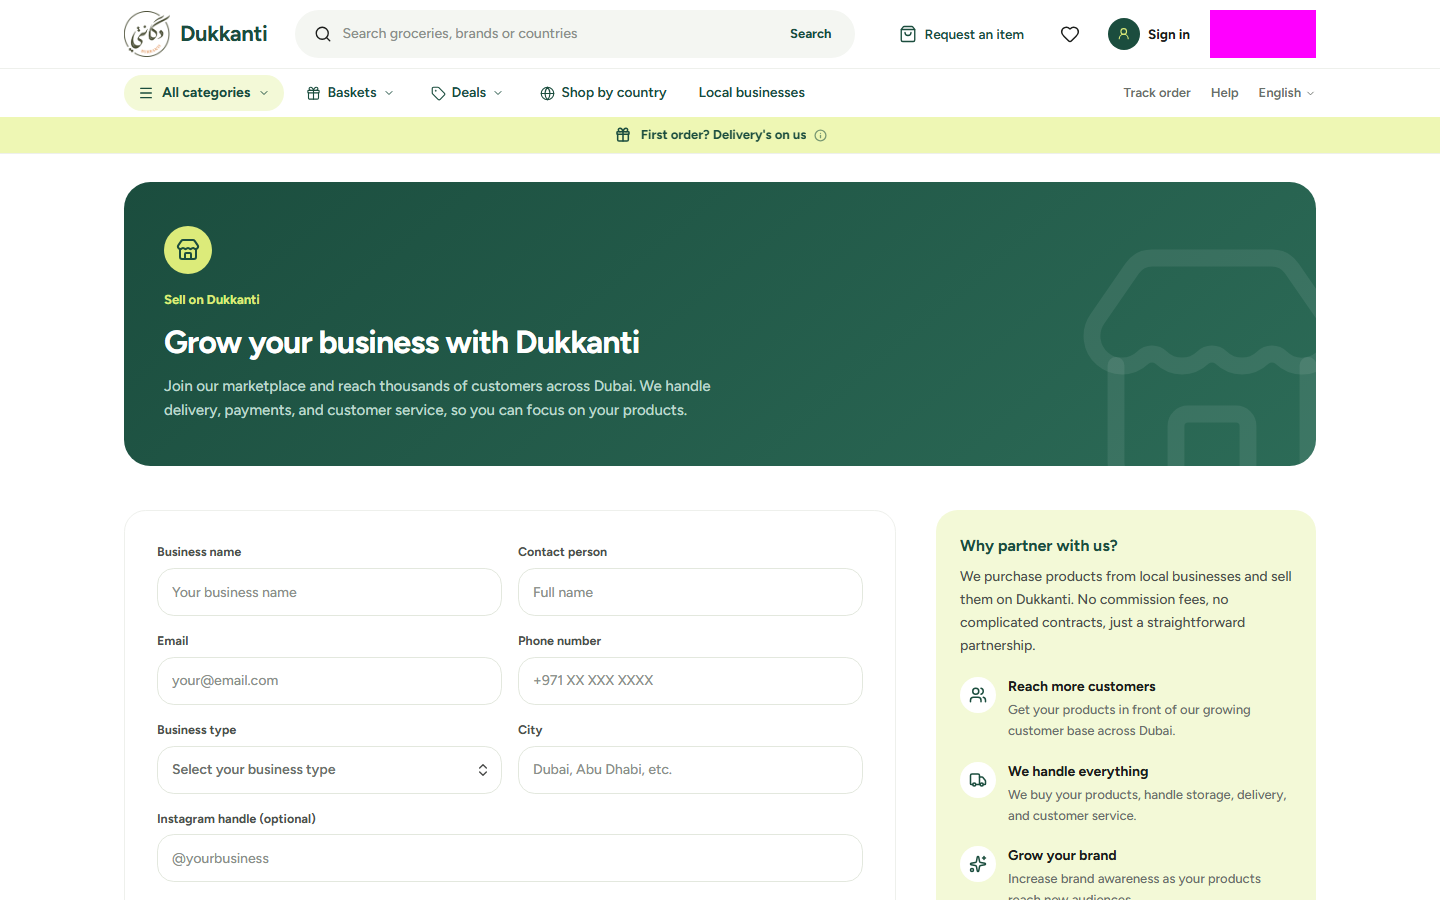 دكانتي
Dukkanti
Search groceries, brands or countries
Search
Request an item
Sign in
All categories
Baskets
Deals
Shop by country
Local businesses
Track order
Help
English
First order? Delivery's on us
Sell on Dukkanti
Grow your business with Dukkanti
Join our marketplace and reach thousands of customers across Dubai. We handle
delivery, payments, and customer service, so you can focus on your products.
Business name
Contact person
Your business name
Full name
Email
Phone number
your@email.com
+971 XX XXX XXXX
Business type
City
Select your business type
Dubai, Abu Dhabi, etc.
Instagram handle (optional)
@yourbusiness
Why partner with us?
We purchase products from local businesses and sell
them on Dukkanti. No commission fees, no
complicated contracts, just a straightforward
partnership.
Reach more customers
Get your products in front of our growing
customer base across Dubai.
We handle everything
We buy your products, handle storage, delivery,
and customer service.
Grow your brand
Increase brand awareness as your products
reach new audiences.